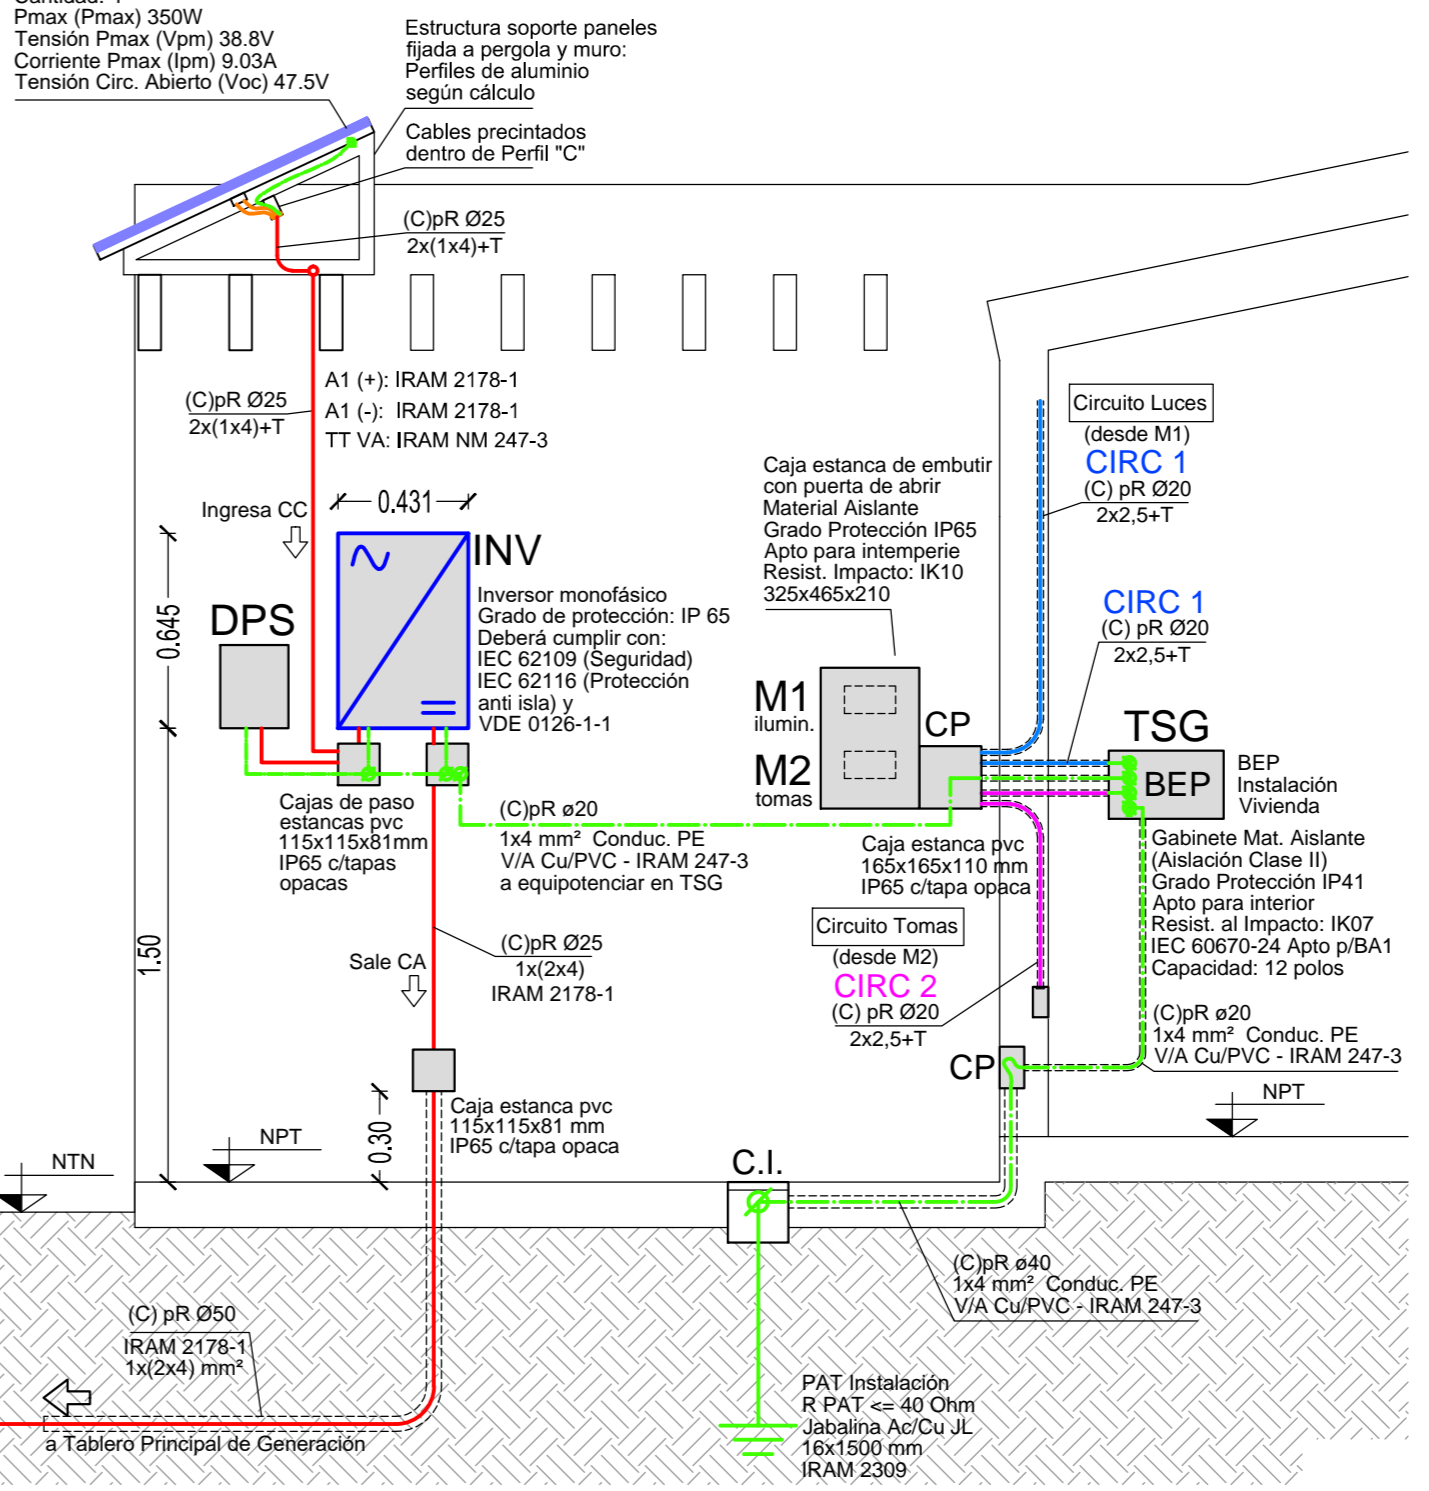 Pmax (Pmax) 350W
Tensión Pmax (Vpm) 38.8V
Corriente Pmax (Ipm) 9.03A
Tensión Circ. Abierto (Voc) 47.5V
Estructura soporte paneles
fijada a pergola y muro:
Perfiles de aluminio
según cálculo
Cables precintados
dentro de Perfil "C"
(C)pR Ø25
2x(1x4)+T
(C)pR Ø25
2x(1x4)+T
A1 (+): IRAM 2178-1
A1 (-): IRAM 2178-1
TT VA: IRAM NM 247-3
Ingresa CC
0.431
0.645
1.50
DPS
INV
Inversor monofásico
Grado de protección: IP 65
Deberá cumplir con:
IEC 62109 (Seguridad)
IEC 62116 (Protección
anti isla) y
VDE 0126-1-1
Cajas de paso
estancas pvc
115x115x81mm
IP65 c/tapas
opacas
(C)pR ø20
1x4 mm² Conduc. PE
V/A Cu/PVC - IRAM 247-3
a equipotenciar en TSG
(C)pR Ø25
1x(2x4)
IRAM 2178-1
Sale CA
Caja estanca pvc
115x115x81 mm
IP65 c/tapa opaca
0.30
NPT
NTN
Caja estanca de embutir
con puerta de abrir
Material Aislante
Grado Protección IP65
Apto para intemperie
Resist. Impacto: IK10
325x465x210
M1
ilumin.
M2
tomas
CP
Caja estanca pvc
165x165x110 mm
IP65 c/tapa opaca
Circuito Luces
(desde M1)
CIRC 1
(C) pR Ø20
2x2,5+T
CIRC 1
(C) pR Ø20
2x2,5+T
TSG
BEP
BEP
Instalación
Vivienda
Gabinete Mat. Aislante
(Aislación Clase II)
Grado Protección IP41
Apto para interior
Resist. al Impacto: IK07
IEC 60670-24 Apto p/BA1
Capacidad: 12 polos
Circuito Tomas
(desde M2)
CIRC 2
(C) pR Ø20
2x2,5+T
(C)pR ø20
1x4 mm² Conduc. PE
V/A Cu/PVC - IRAM 247-3
CP
NPT
C.I.
(C)pR ø40
1x4 mm² Conduc. PE
V/A Cu/PVC - IRAM 247-3
(C) pR Ø50
IRAM 2178-1
1x(2x4) mm²
a Tablero Principal de Generación
PAT Instalación
R PAT <= 40 Ohm
Jabalina Ac/Cu JL
16x1500 mm
IRAM 2309